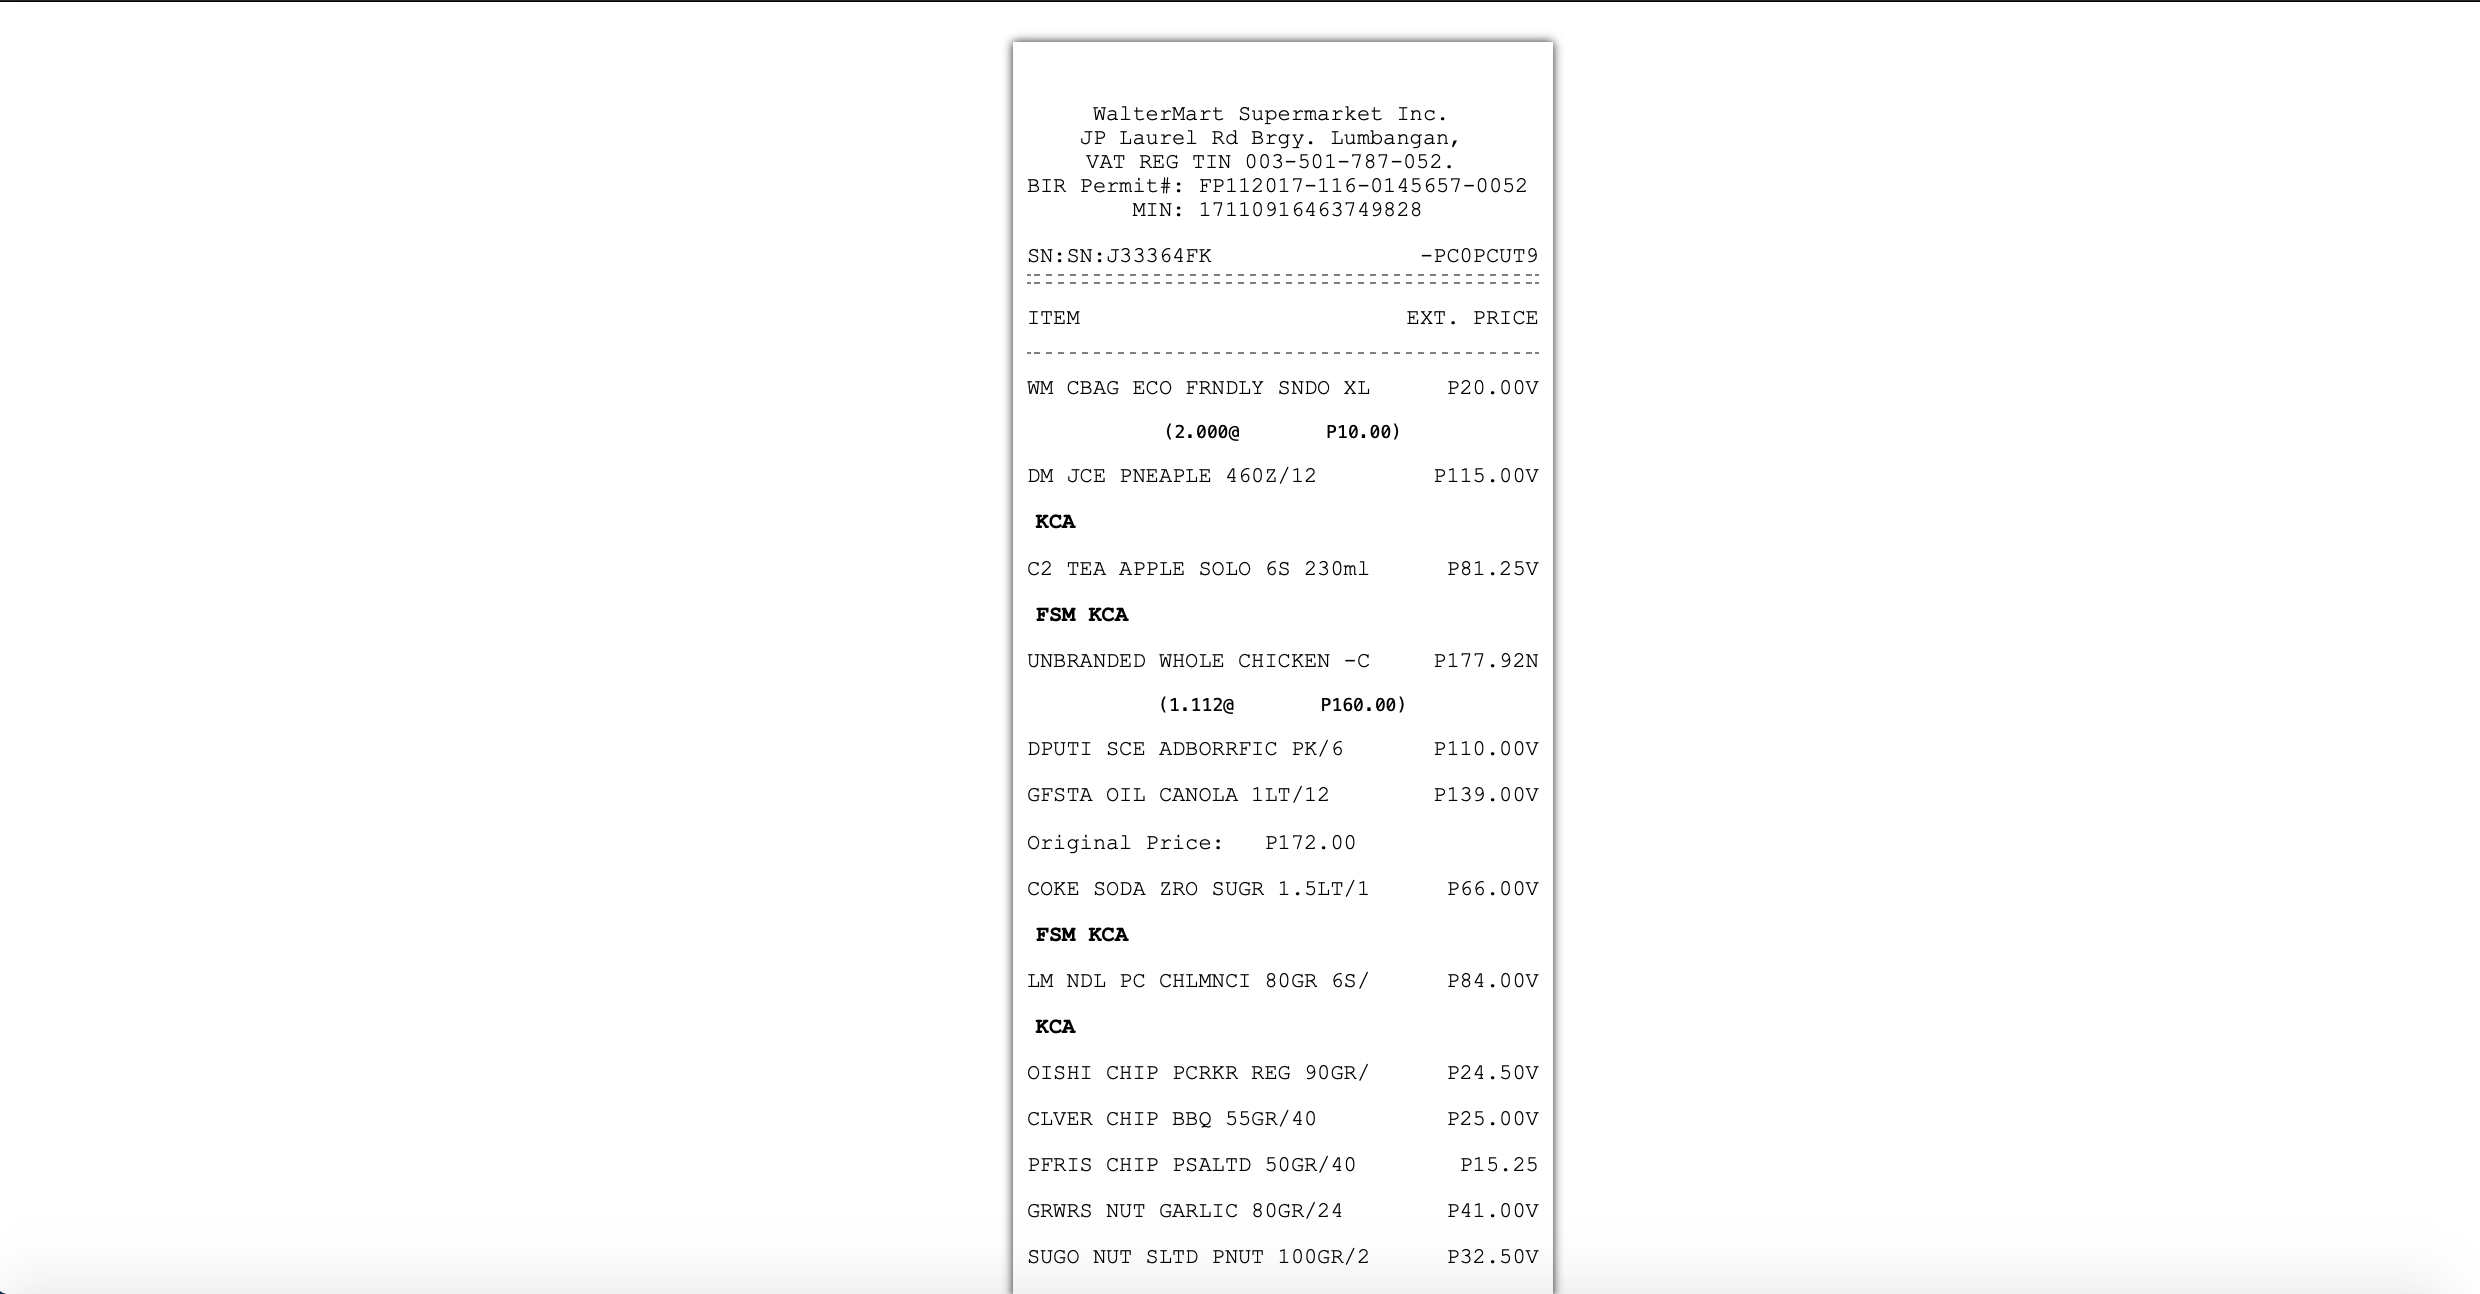 WalterMart Supermarket Inc.
JP Laurel Rd Brgy. Lumbangan,
VAT REG TIN 003-501-787-052.
BIR Permit#: FP112017-116-0145657-0052
MIN: 17110916463749828
SN:SN:J33364FK -PC0PCUT9
ITEM EXT. PRICE
WM CBAG ECO FRNDLY SNDO XL P20.00V
(2.000@ P10.00)
DM JCE PNEAPLE 460Z/12 P115.00V
KCA
C2 TEA APPLE SOLO 6S 230ml P81.25V
FSM KCA
UNBRANDED WHOLE CHICKEN -C P177.92N
(1.112@ P160.00)
DPUTI SCE ADBORRFIC PK/6 P110.00V
GFSTA OIL CANOLA 1LT/12 P139.00V
Original Price: P172.00
COKE SODA ZRO SUGR 1.5LT/1 P66.00V
FSM KCA
LM NDL PC CHLMNCI 80GR 6S/ P84.00V
KCA
OISHI CHIP PCRKR REG 90GR/ P24.50V
CLVER CHIP BBQ 55GR/40 P25.00V
PFRIS CHIP PSALTD 50GR/40 P15.25
GRWRS NUT GARLIC 80GR/24 P41.00V
SUGO NUT SLTD PNUT 100GR/2 P32.50V